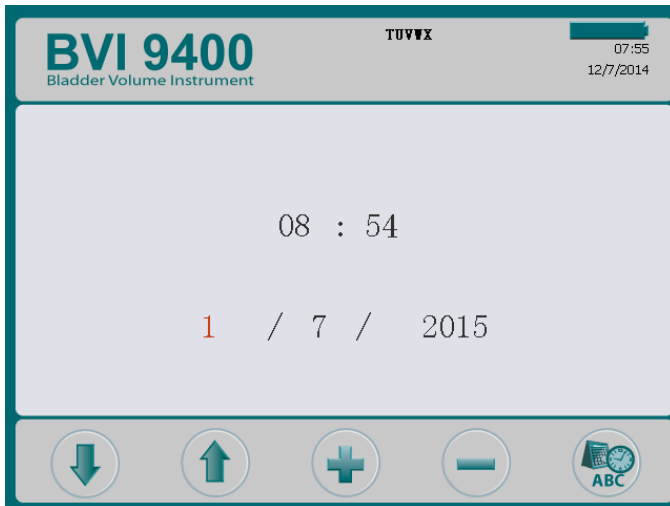 BVI 9400
Bladder Volume Instrument
TUVWX
07:55
12/7/2014
08 : 54
1 / 7 / 2015
ABC